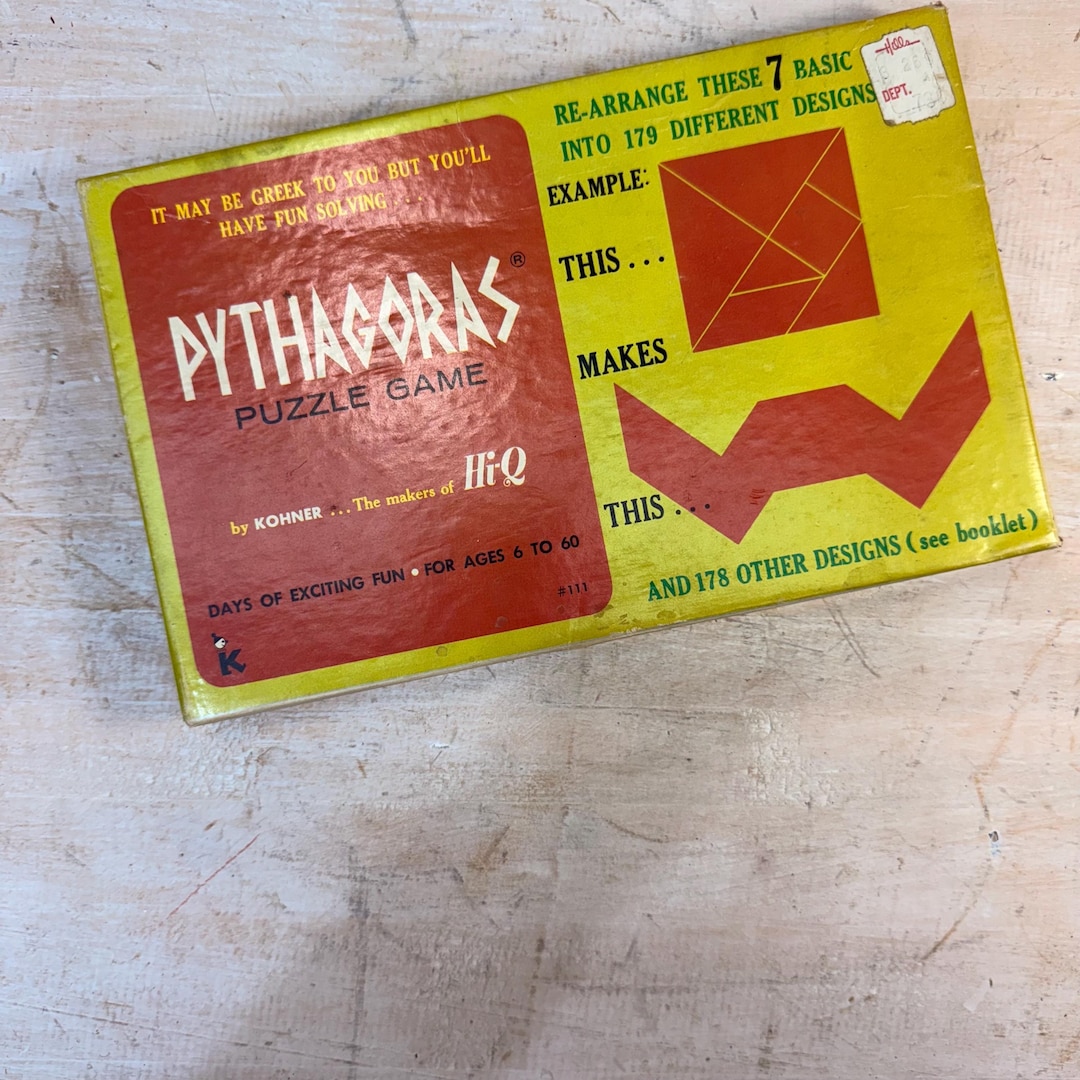 IT MAY BE GREEK TO YOU BUT YOU'LL
HAVE FUN SOLVING . . .
PYTHAGORAS®
PUZZLE GAME
by KOHNER ...The makers of Hi-Q
DAYS OF EXCITING FUN • FOR AGES 6 TO 60
#111
K
RE-ARRANGE THESE 7 BASIC
INTO 179 DIFFERENT DESIGNS
EXAMPLE:
THIS . . .
MAKES
THIS . . .
AND 178 OTHER DESIGNS (see booklet)
Hills
DEPT.